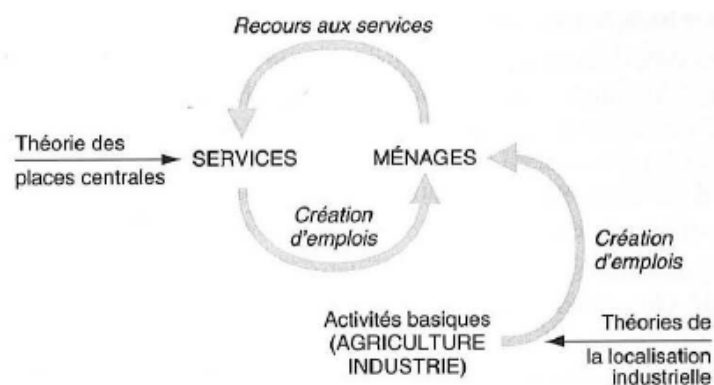 Recours aux services
Théorie des
places centrales
SERVICES
MÉNAGES
Création
d'emplois
Création
d'emplois
Activités basiques
(AGRICULTURE
INDUSTRIE)
Théories de
la localisation
industrielle